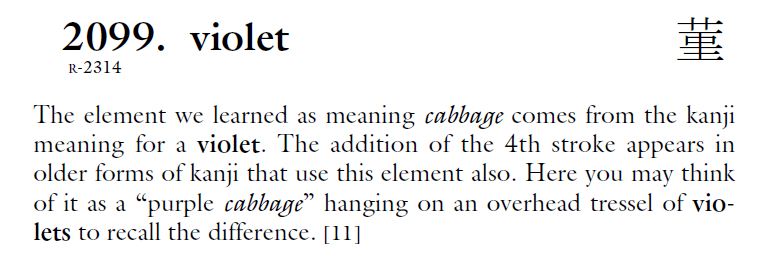 2099. violet 菫
R-2314
The element we learned as meaning cabbage comes from the kanji
meaning for a violet. The addition of the 4th stroke appears in
older forms of kanji that use this element also. Here you may think
of it as a “purple cabbage” hanging on an overhead tressel of vio-
lets to recall the difference. [11]